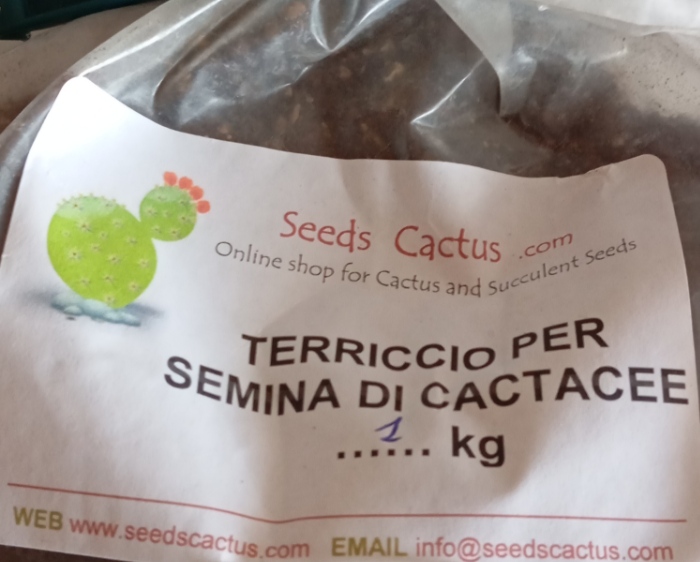 Seeds Cactus .com
Online shop for Cactus and Succulent Seeds
TERRICCIO PER
SEMINA DI CACTACEE
...1... kg
WEB www.seedscactus.com EMAIL info@seedscactus.com